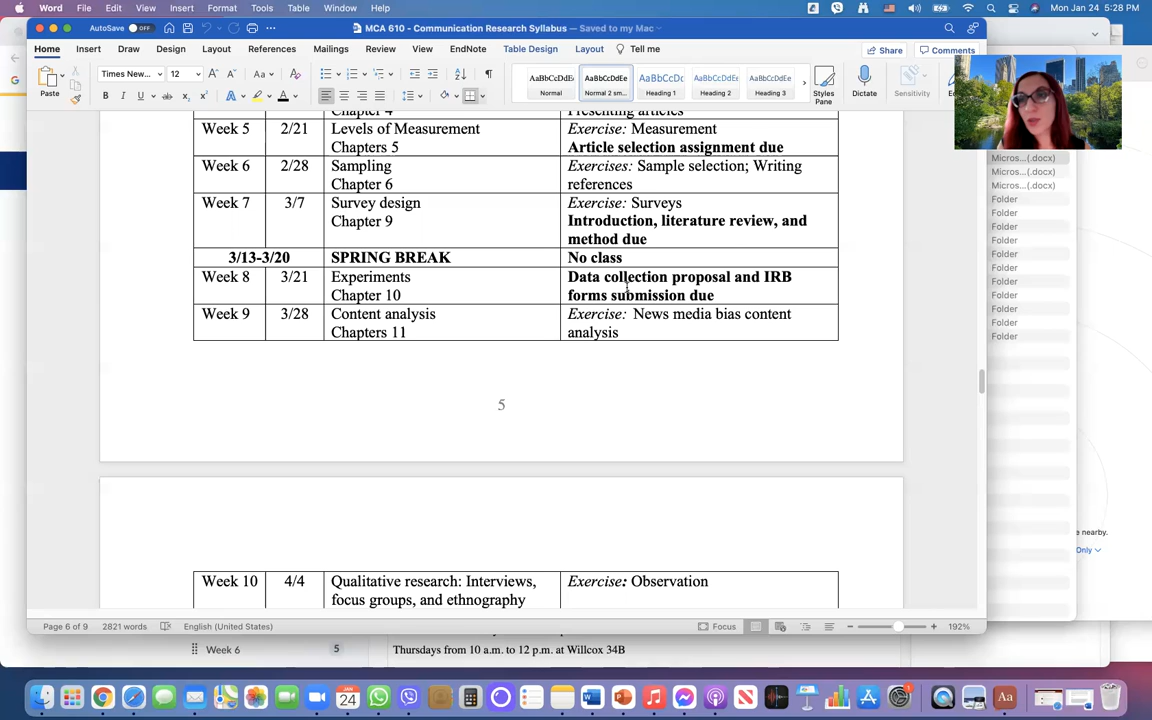 Word File Edit View Insert Format Tools Table Window Help
Mon Jan 24 5:28 PM
AutoSave OFF
MCA 610 - Communication Research Syllabus — Saved to my Mac
Home Insert Draw Design Layout References Mailings Review View EndNote Table Design Layout Tell me
Share Comments
Paste
Times New... 12
AaBbCcDdEe AaBbCcDdEe AaBbCcDc AaBbCcDdEe AaBbCcDdEe
Normal Normal 2 sm... Heading 1 Heading 2 Heading 3
Styles Pane
Dictate
Sensitivity
Chapter 4 Presenting articles
Week 5 2/21 Levels of Measurement Exercise: Measurement
Chapters 5 Article selection assignment due
Week 6 2/28 Sampling Exercises: Sample selection; Writing
Chapter 6 references
Week 7 3/7 Survey design Exercise: Surveys
Chapter 9 Introduction, literature review, and
method due
3/13-3/20 SPRING BREAK No class
Week 8 3/21 Experiments Data collection proposal and IRB
Chapter 10 forms submission due
Week 9 3/28 Content analysis Exercise: News media bias content
Chapters 11 analysis
5
Week 10 4/4 Qualitative research: Interviews, Exercise: Observation
focus groups, and ethnography
Page 6 of 9 2821 words English (United States) Focus 192%
Week 6 5 Thursdays from 10 a.m. to 12 p.m. at Willcox 34B
Micros...(.docx)
Micros...(.docx)
Micros...(.docx)
Folder
Folder
Folder
Folder
Folder
Folder
Folder
Folder
Folder
Folder
Folder
e nearby.
Only
JAN
24